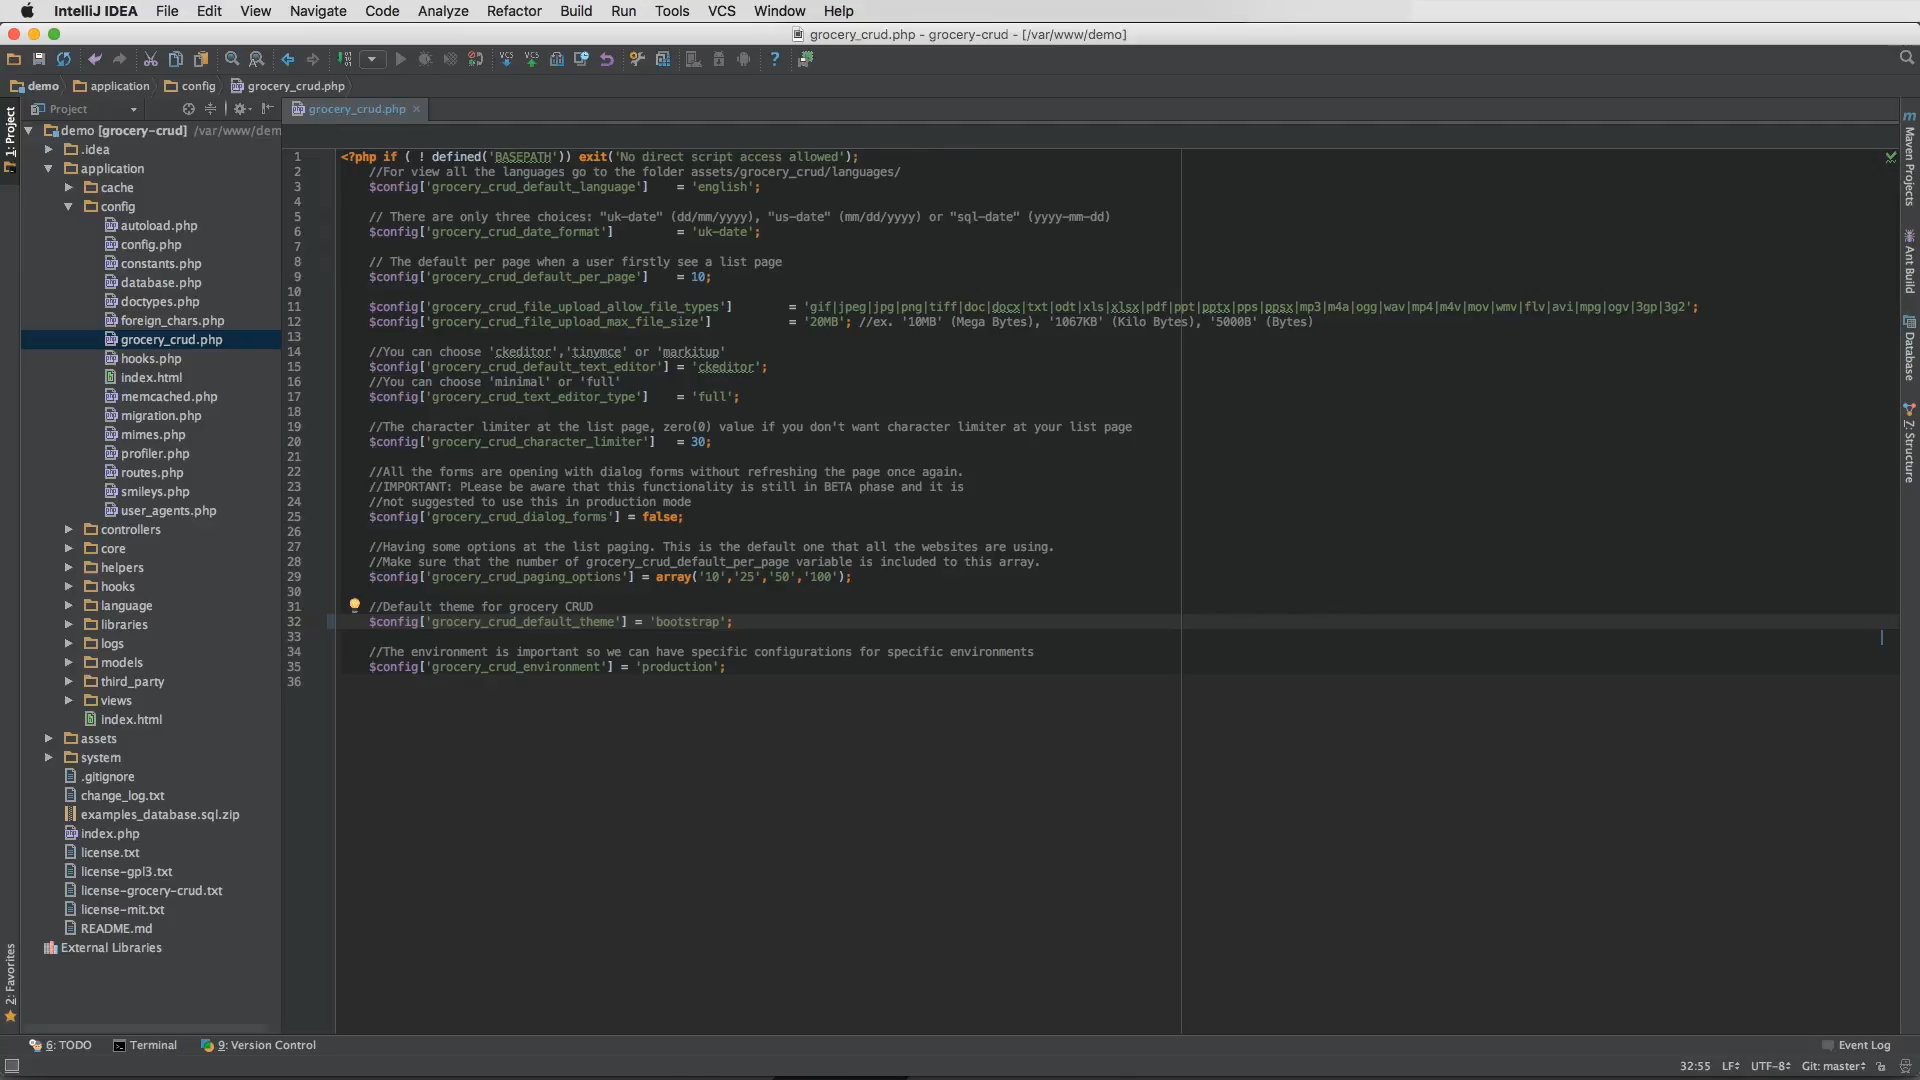 IntelliJ IDEA File Edit View Navigate Code Analyze Refactor Build Run Tools VCS Window Help
grocery_crud.php - grocery-crud - [/var/www/demo]
demo application config grocery_crud.php
Project
grocery_crud.php
1: Project
demo [grocery-crud] /var/www/dem
.idea
application
cache
config
autoload.php
config.php
constants.php
database.php
doctypes.php
foreign_chars.php
grocery_crud.php
hooks.php
index.html
memcached.php
migration.php
mimes.php
profiler.php
routes.php
smileys.php
user_agents.php
controllers
core
helpers
hooks
language
libraries
logs
models
third_party
views
index.html
assets
system
.gitignore
change_log.txt
examples_database.sql.zip
index.php
license.txt
license-gpl3.txt
license-grocery-crud.txt
license-mit.txt
README.md
External Libraries
2: Favorites
1 <?php if ( ! defined('BASEPATH')) exit('No direct script access allowed');
2 //For view all the languages go to the folder assets/grocery_crud/languages/
3 $config['grocery_crud_default_language'] = 'english';
4
5 // There are only three choices: "uk-date" (dd/mm/yyyy), "us-date" (mm/dd/yyyy) or "sql-date" (yyyy-mm-dd)
6 $config['grocery_crud_date_format'] = 'uk-date';
7
8 // The default per page when a user firstly see a list page
9 $config['grocery_crud_default_per_page'] = 10;
10
11 $config['grocery_crud_file_upload_allow_file_types'] = 'gif|jpeg|jpg|png|tiff|doc|docx|txt|odt|xls|xlsx|pdf|ppt|pptx|pps|ppsx|mp3|m4a|ogg|wav|mp4|m4v|mov|wmv|flv|avi|mpg|ogv|3gp|3g2';
12 $config['grocery_crud_file_upload_max_file_size'] = '20MB'; //ex. '10MB' (Mega Bytes), '1067KB' (Kilo Bytes), '5000B' (Bytes)
13
14 //You can choose 'ckeditor','tinymce' or 'markitup'
15 $config['grocery_crud_default_text_editor'] = 'ckeditor';
16 //You can choose 'minimal' or 'full'
17 $config['grocery_crud_text_editor_type'] = 'full';
18
19 //The character limiter at the list page, zero(0) value if you don't want character limiter at your list page
20 $config['grocery_crud_character_limiter'] = 30;
21
22 //All the forms are opening with dialog forms without refreshing the page once again.
23 //IMPORTANT: PLease be aware that this functionality is still in BETA phase and it is
24 //not suggested to use this in production mode
25 $config['grocery_crud_dialog_forms'] = false;
26
27 //Having some options at the list paging. This is the default one that all the websites are using.
28 //Make sure that the number of grocery_crud_default_per_page variable is included to this array.
29 $config['grocery_crud_paging_options'] = array('10','25','50','100');
30
31 //Default theme for grocery CRUD
32 $config['grocery_crud_default_theme'] = 'bootstrap';
33
34 //The environment is important so we can have specific configurations for specific environments
35 $config['grocery_crud_environment'] = 'production';
36
Maven Projects
Ant Build
Database
7: Structure
6: TODO Terminal 9: Version Control Event Log
32:55 LF UTF-8 Git: master